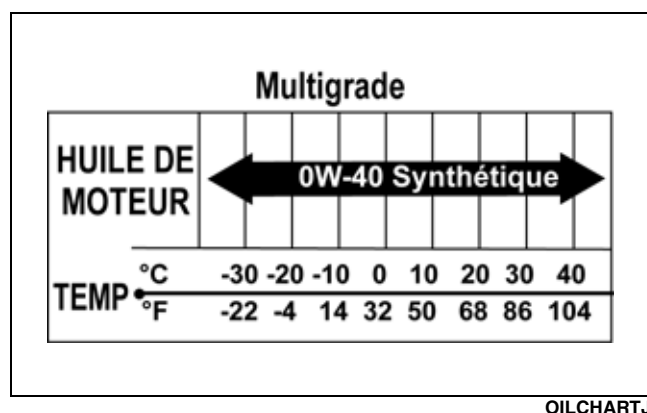 Multigrade
HUILE DE
MOTEUR
0W-40 Synthétique
TEMP
°C -30 -20 -10 0 10 20 30 40
°F -22 -4 14 32 50 68 86 104
OILCHARTJ